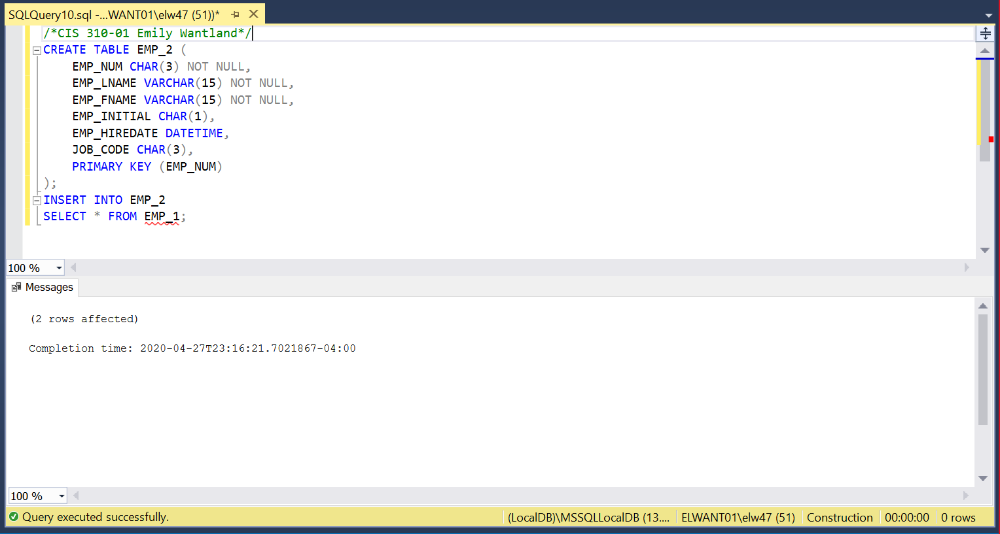 SQLQuery10.sql -...WANT01\elw47 (51))*
/*CIS 310-01 Emily Wantland*/
CREATE TABLE EMP_2 (
    EMP_NUM CHAR(3) NOT NULL,
    EMP_LNAME VARCHAR(15) NOT NULL,
    EMP_FNAME VARCHAR(15) NOT NULL,
    EMP_INITIAL CHAR(1),
    EMP_HIREDATE DATETIME,
    JOB_CODE CHAR(3),
    PRIMARY KEY (EMP_NUM)
);
INSERT INTO EMP_2
SELECT * FROM EMP_1;
100 %
Messages
(2 rows affected)
Completion time: 2020-04-27T23:16:21.7021867-04:00
100 %
Query executed successfully. (LocalDB)\MSSQLLocalDB (13.... ELWANT01\elw47 (51) Construction 00:00:00 0 rows